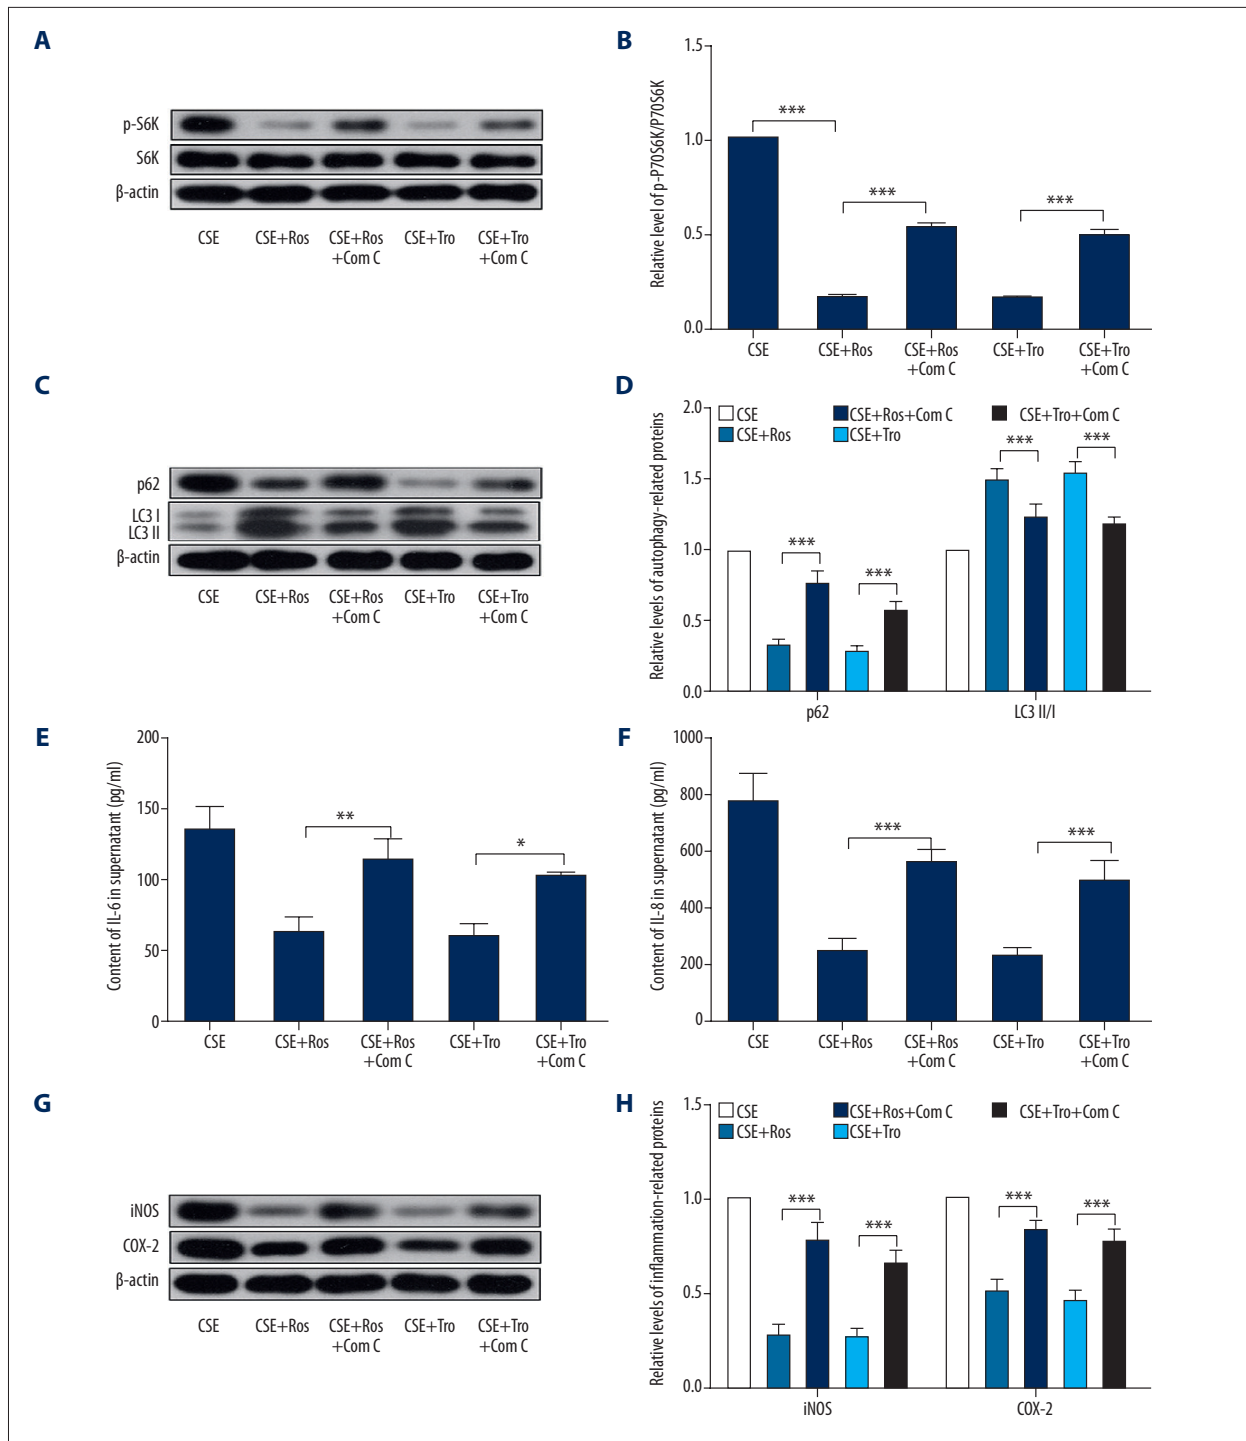 A
p-S6K
S6K
β-actin
CSE CSE+Ros CSE+Ros CSE+Tro CSE+Tro
+Com C +Com C
B
Relative level of p-P70S6K/P70S6K
1.5
1.0
0.5
0.0
***
***
***
CSE CSE+Ros CSE+Ros CSE+Tro CSE+Tro
+Com C +Com C
C
p62
LC3 I
LC3 II
β-actin
CSE CSE+Ros CSE+Ros CSE+Tro CSE+Tro
+Com C +Com C
D
Relative levels of autophagy-related proteins
2.0
1.5
1.0
0.5
0.0
CSE CSE+Ros+Com C CSE+Tro+Com C
CSE+Ros CSE+Tro
*** ***
*** ***
p62 LC3 II/I
E
Content of IL-6 in supernatant (pg/ml)
200
150
100
50
0
**
*
CSE CSE+Ros CSE+Ros CSE+Tro CSE+Tro
+Com C +Com C
F
Content of IL-8 in supernatant (pg/ml)
1000
800
600
400
200
0
***
***
CSE CSE+Ros CSE+Ros CSE+Tro CSE+Tro
+Com C +Com C
G
iNOS
COX-2
β-actin
CSE CSE+Ros CSE+Ros CSE+Tro CSE+Tro
+Com C +Com C
H
Relative levels of inflammation-related proteins
1.5
1.0
0.5
0.0
CSE CSE+Ros+Com C CSE+Tro+Com C
CSE+Ros CSE+Tro
*** ***
*** ***
iNOS COX-2